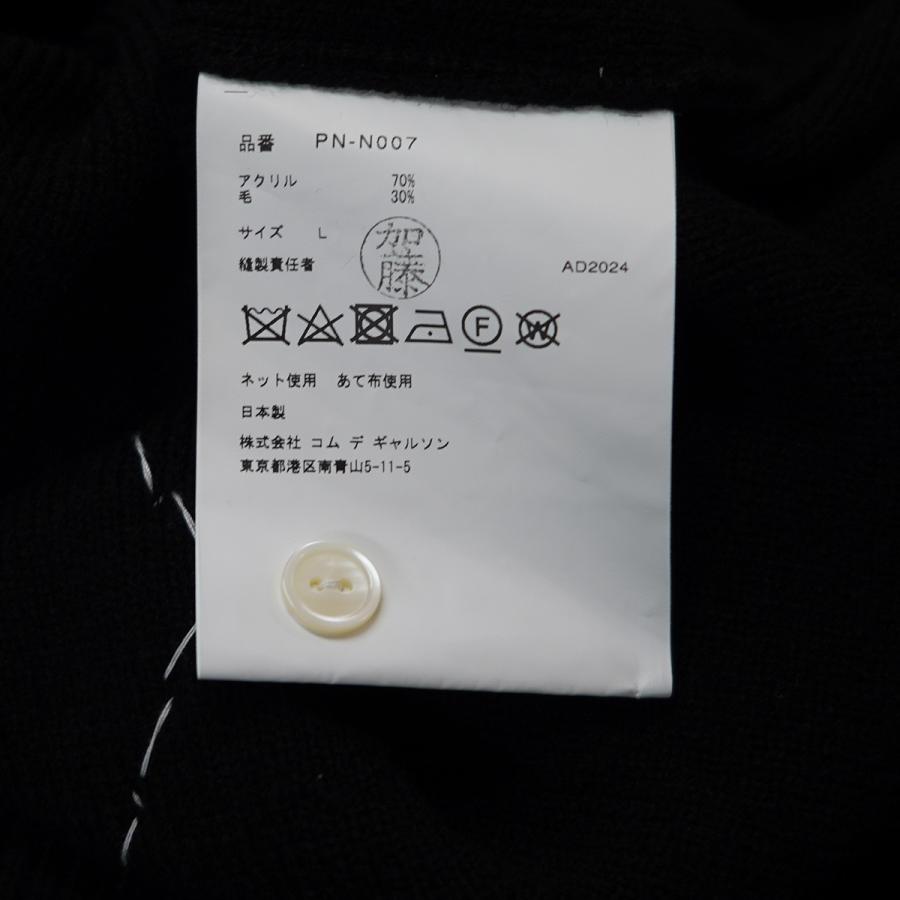 品番 PN-N007
アクリル 70%
毛 30%
サイズ L
加藤
縫製責任者
AD2024
F
W
ネット使用 あて布使用
日本製
株式会社 コム デ ギャルソン
東京都港区南青山5-11-5